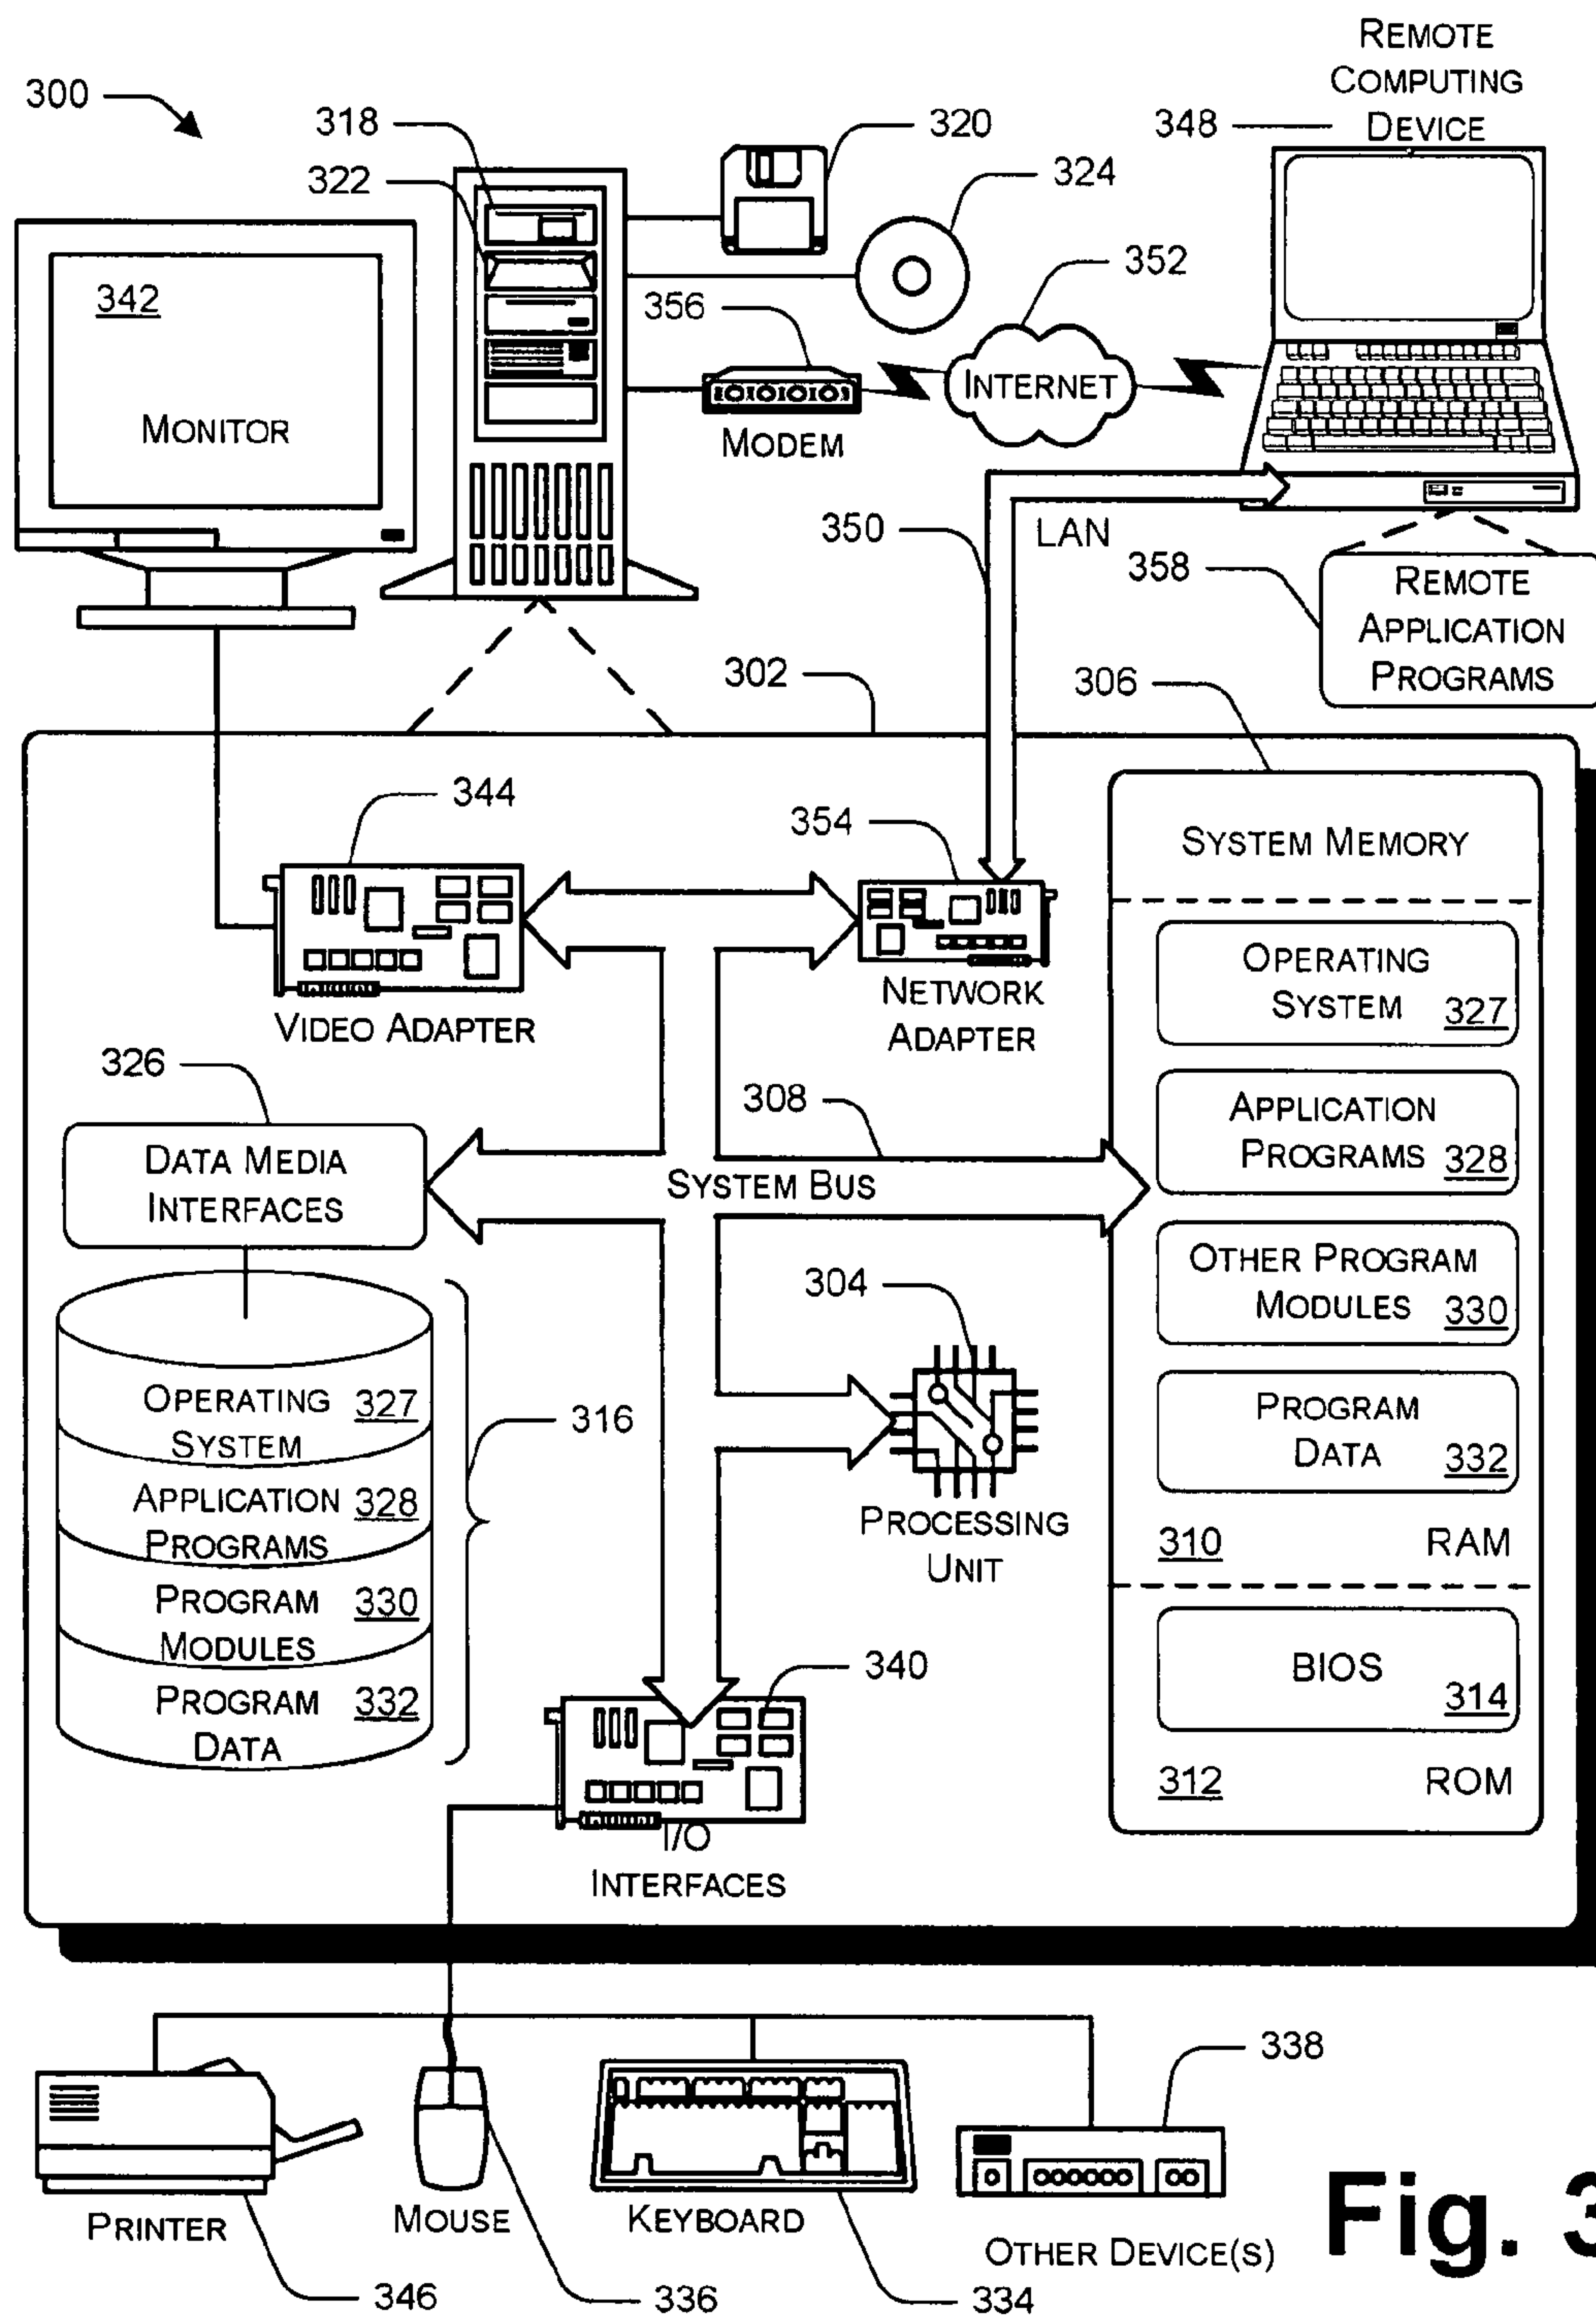 REMOTE
COMPUTING
DEVICE
300
318
320
348
322
324
352
342
356
INTERNET
MONITOR
MODEM
350
LAN
358
REMOTE
APPLICATION
PROGRAMS
302
306
344
354
SYSTEM MEMORY
NETWORK
ADAPTER
VIDEO ADAPTER
OPERATING
SYSTEM 327
326
308
APPLICATION
PROGRAMS 328
DATA MEDIA
INTERFACES
SYSTEM BUS
OTHER PROGRAM
MODULES 330
304
PROGRAM
DATA 332
OPERATING 327
SYSTEM
316
APPLICATION 328
PROGRAMS
PROCESSING
UNIT
310 RAM
PROGRAM 330
MODULES
BIOS
314
340
PROGRAM 332
DATA
312 ROM
I/O
INTERFACES
338
PRINTER
MOUSE
KEYBOARD
OTHER DEVICE(S)
346
336
334
Fig. 3